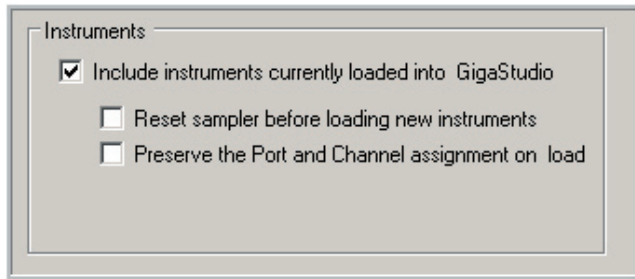 Instruments
Include instruments currently loaded into GigaStudio
Reset sampler before loading new instruments
Preserve the Port and Channel assignment on load